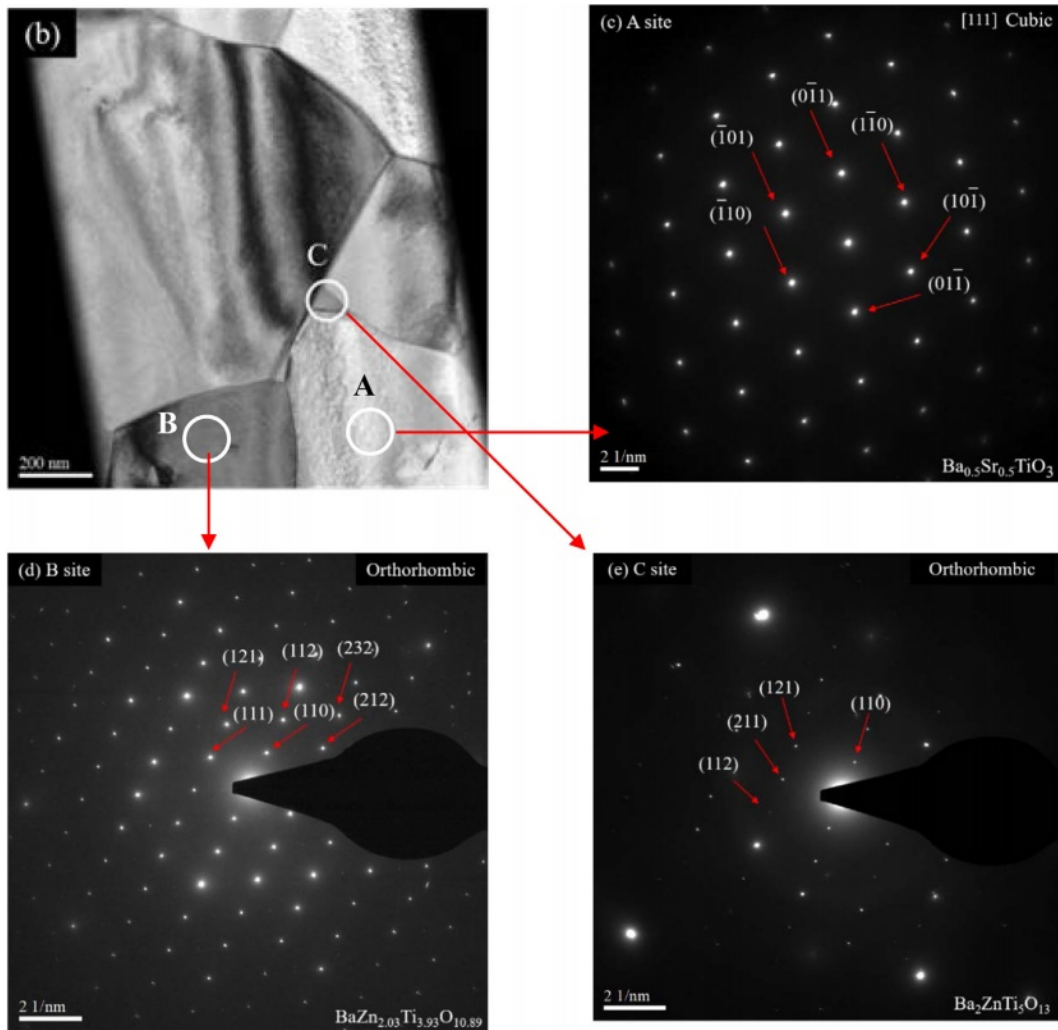 (b)
C
A
B
200 nm
(c) A site
[111] Cubic
(01̅1)
(1̅01)
(11̅0)
(1̅10)
(101̅)
(011̅)
2 1/nm
Ba₀.₅Sr₀.₅TiO₃
(d) B site
Orthorhombic
(121)
(112)
(232)
(111)
(110)
(212)
2 1/nm
BaZn₂.₀₃Ti₃.₉₃O₁₀.₈₉
(e) C site
Orthorhombic
(121)
(110)
(211)
(112)
2 1/nm
Ba₂ZnTi₅O₁₃